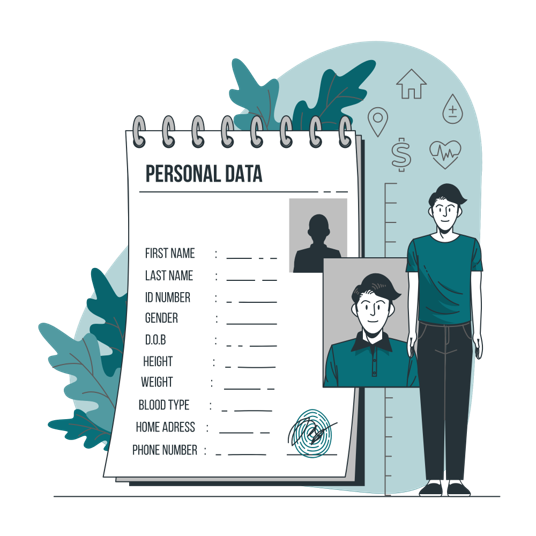 PERSONAL DATA
FIRST NAME :
LAST NAME :
ID NUMBER :
GENDER :
D.O.B :
HEIGHT :
WEIGHT :
BLOOD TYPE :
HOME ADRESS :
PHONE NUMBER :
$